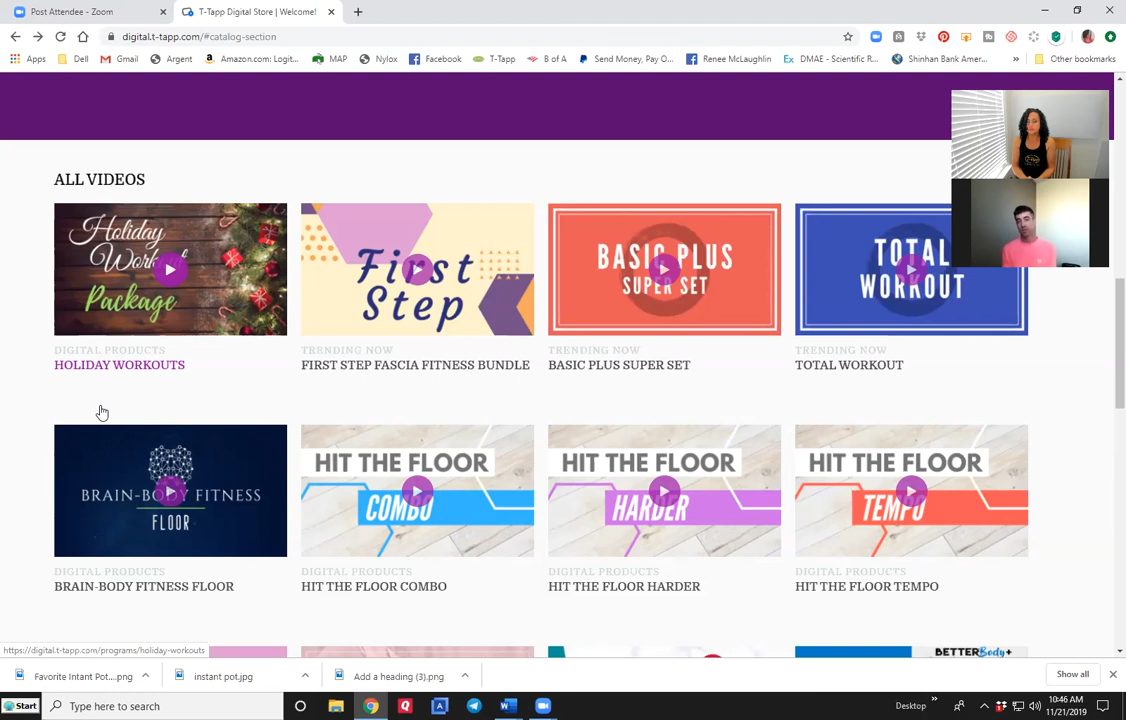 Post Attendee - Zoom
T-Tapp Digital Store | Welcome!
digital.t-tapp.com/#catalog-section
Apps Dell Gmail Argent Amazon.com: Logit... MAP Nylox Facebook T-Tapp B of A Send Money, Pay O... Renee McLaughlin DMAE - Scientific R... Shinhan Bank Amer... » Other bookmarks
ALL VIDEOS
Holiday
Package
First
Step
BASIC PLUS
SUPER SET
TOTAL
WORKOUT
DIGITAL PRODUCTS
HOLIDAY WORKOUTS
TRENDING NOW
FIRST STEP FASCIA FITNESS BUNDLE
TRENDING NOW
BASIC PLUS SUPER SET
TRENDING NOW
TOTAL WORKOUT
BRAIN-BODY FITNESS
FLOOR
HIT THE FLOOR
COMBO
HIT THE FLOOR
HARDER
HIT THE FLOOR
TEMPO
DIGITAL PRODUCTS
BRAIN-BODY FITNESS FLOOR
DIGITAL PRODUCTS
HIT THE FLOOR COMBO
DIGITAL PRODUCTS
HIT THE FLOOR HARDER
DIGITAL PRODUCTS
HIT THE FLOOR TEMPO
BETTERBody+
https://digital.t-tapp.com/programs/holiday-workouts
Favorite Intant Pot....png
instant pot.jpg
Add a heading (3).png
Show all
Start
Type here to search
Desktop
»
10:46 AM
11/21/2019